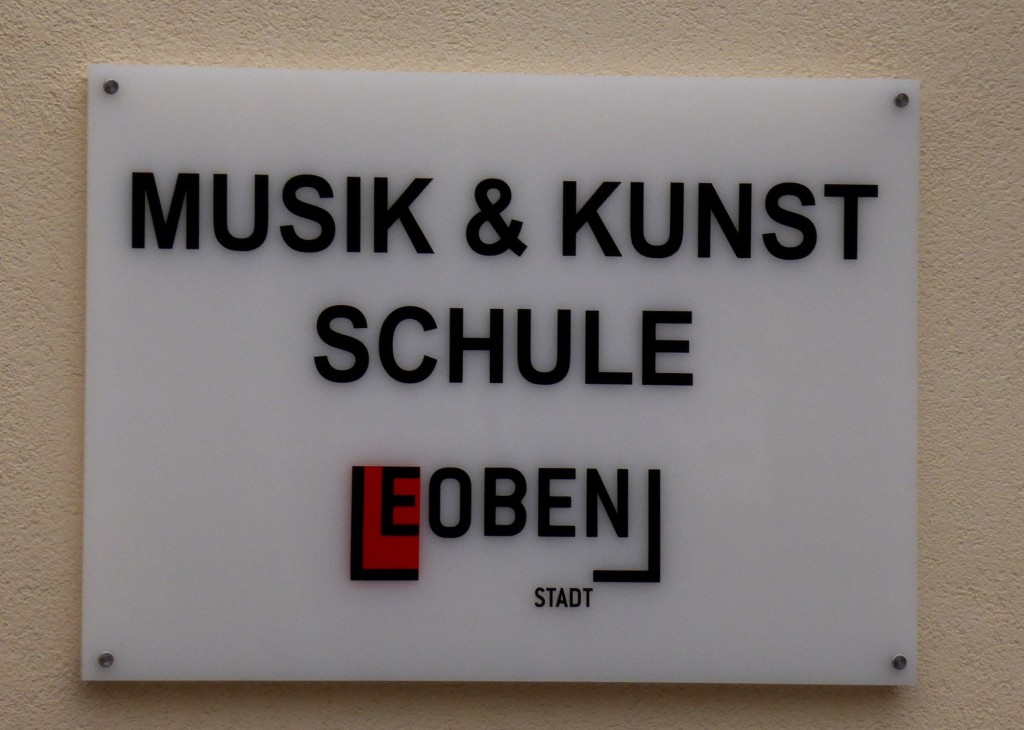 MUSIK & KUNST
SCHULE
LEOBEN
STADT